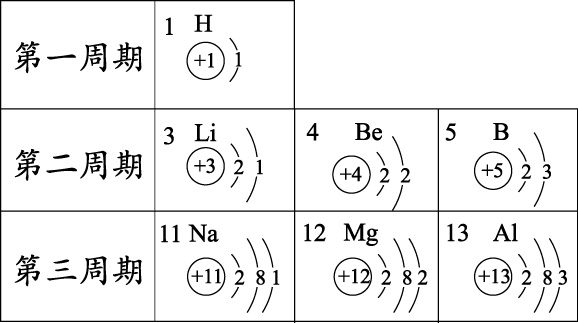 1 H
第一周期 +1 1
3 Li 4 Be 5 B
第二周期 +3 2 1 +4 2 2 +5 2 3
11 Na 12 Mg 13 Al
第三周期 +11 2 8 1 +12 2 8 2 +13 2 8 3